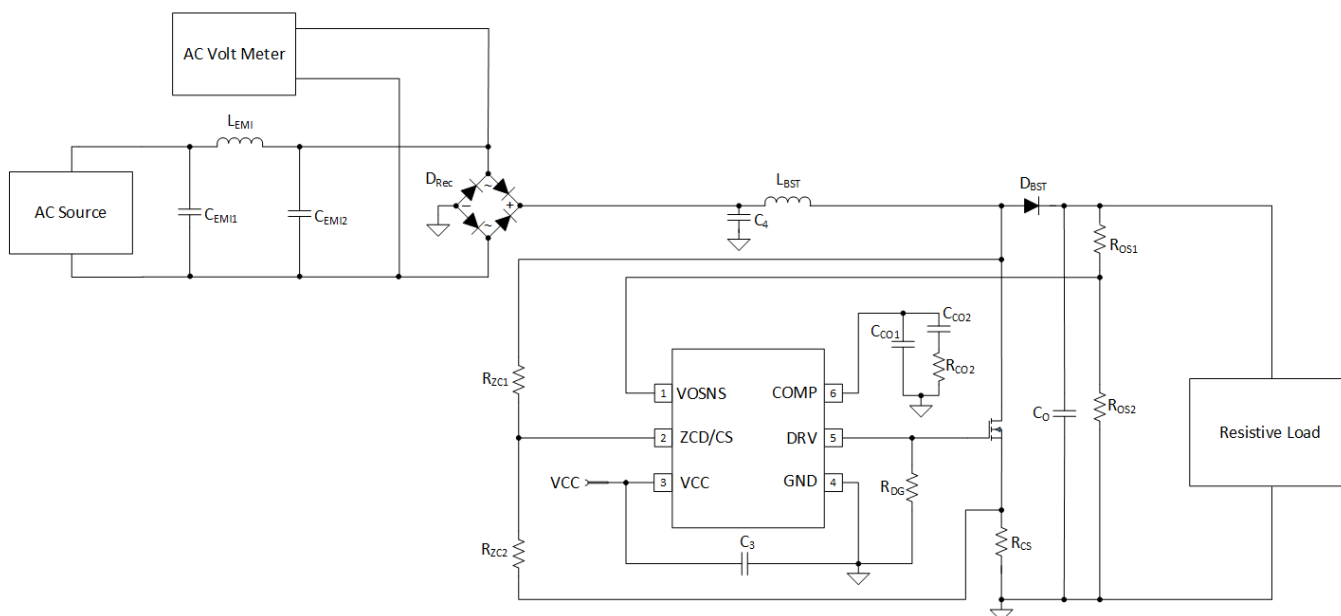 AC Volt Meter
L_EMI
AC Source
C_EMI1
C_EMI2
D_Rec
~
+
−
~
L_BST
C_4
D_BST
R_OS1
R_ZC1
C_CO1
C_CO2
R_CO2
1 VOSNS
COMP 6
2 ZCD/CS
DRV 5
VCC
3 VCC
GND 4
R_DG
C_O
R_OS2
Resistive Load
R_ZC2
C_3
R_CS